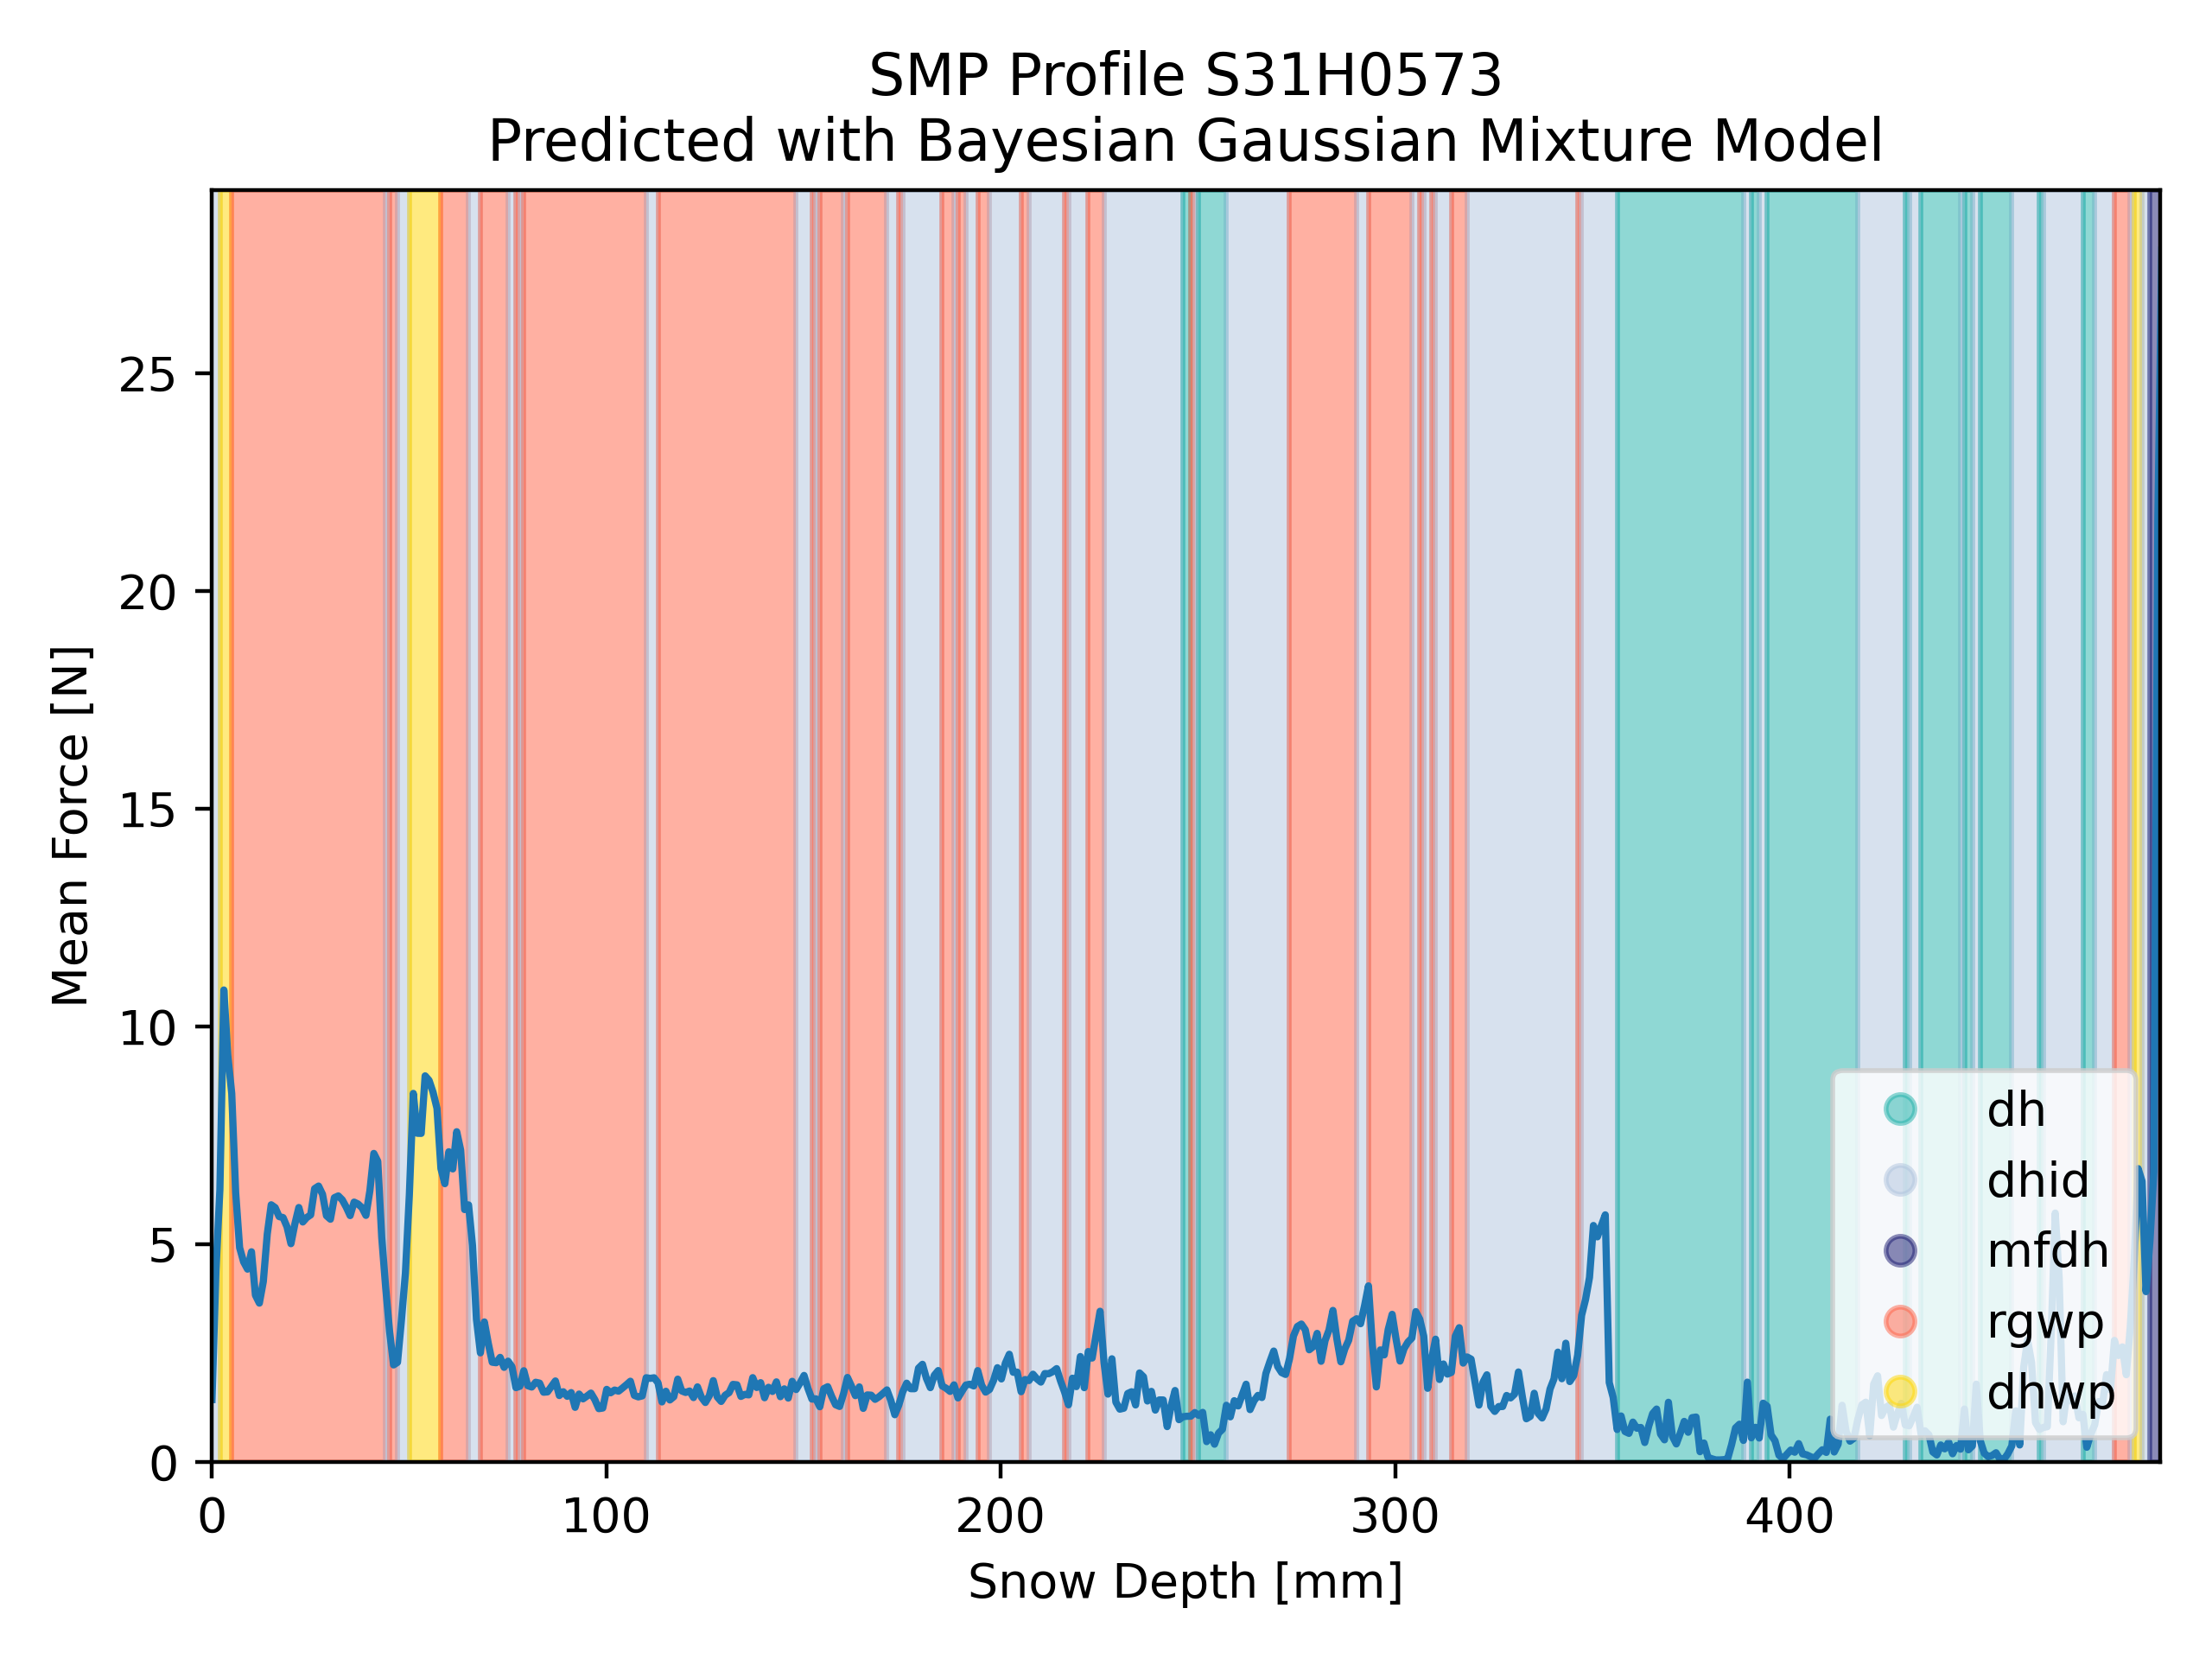 SMP Profile S31H0573
Predicted with Bayesian Gaussian Mixture Model
Mean Force [N]
25
20
15
10
5
0
0 100 200 300 400
Snow Depth [mm]
dh
dhid
mfdh
rgwp
dhwp